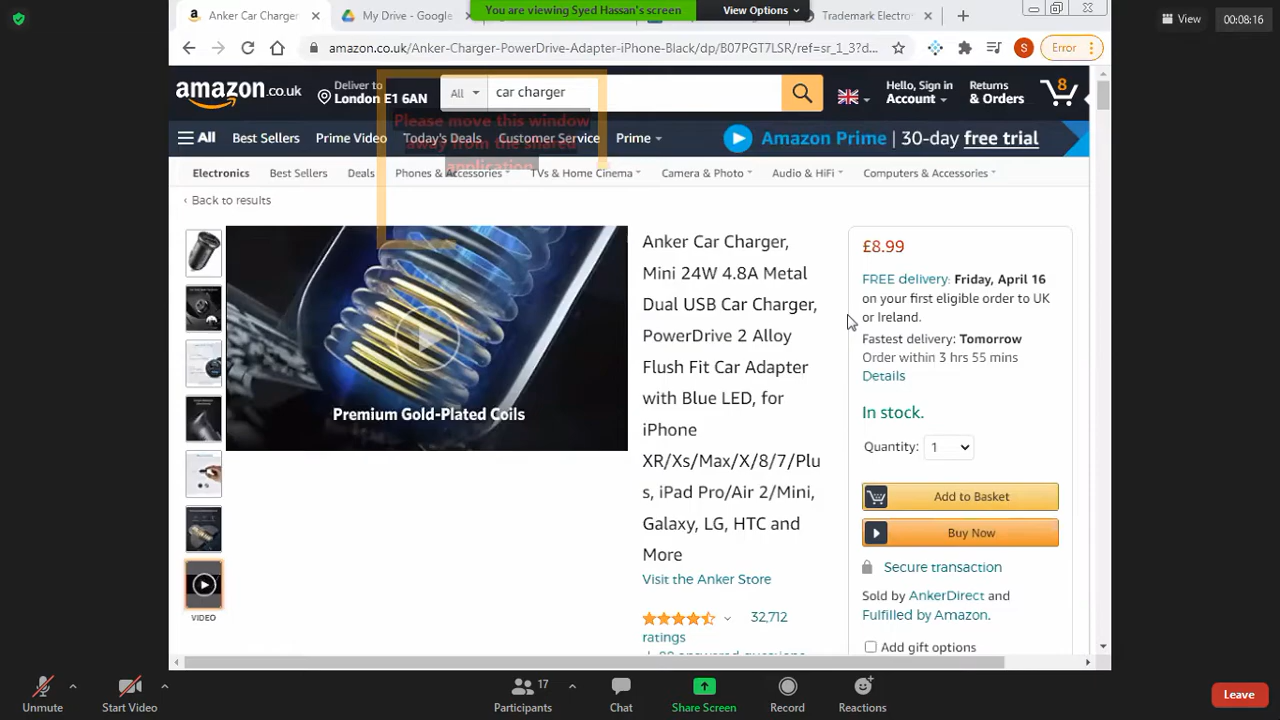 Anker Car Charger
My Drive - Google
You are viewing Syed Hassan's screen
View Options
Trademark Electro
View
00:08:16
amazon.co.uk/Anker-Charger-PowerDrive-Adapter-iPhone-Black/dp/B07PGT7LSR/ref=sr_1_3?d...
S
Error
amazon.co.uk
Deliver to
London E1 6AN
All
car charger
Hello, Sign in
Account
Returns
& Orders
8
Please move this window
away from the shared
application
All
Best Sellers
Prime Video
Today's Deals
Customer Service
Prime
Amazon Prime | 30-day free trial
Electronics
Best Sellers
Deals
Phones & Accessories
TVs & Home Cinema
Camera & Photo
Audio & HiFi
Computers & Accessories
‹ Back to results
Premium Gold-Plated Coils
VIDEO
Anker Car Charger,
Mini 24W 4.8A Metal
Dual USB Car Charger,
PowerDrive 2 Alloy
Flush Fit Car Adapter
with Blue LED, for
iPhone
XR/Xs/Max/X/8/7/Plu
s, iPad Pro/Air 2/Mini,
Galaxy, LG, HTC and
More
Visit the Anker Store
32,712
ratings
£8.99
FREE delivery: Friday, April 16
on your first eligible order to UK
or Ireland.
Fastest delivery: Tomorrow
Order within 3 hrs 55 mins
Details
In stock.
Quantity: 1
Add to Basket
Buy Now
Secure transaction
Sold by AnkerDirect and
Fulfilled by Amazon.
Add gift options
Unmute
Start Video
17
Participants
Chat
Share Screen
Record
Reactions
Leave